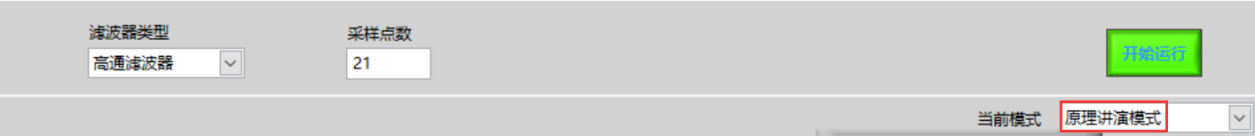 滤波器类型
采样点数
高通滤波器
21
开始运行
当前模式
原理讲演模式